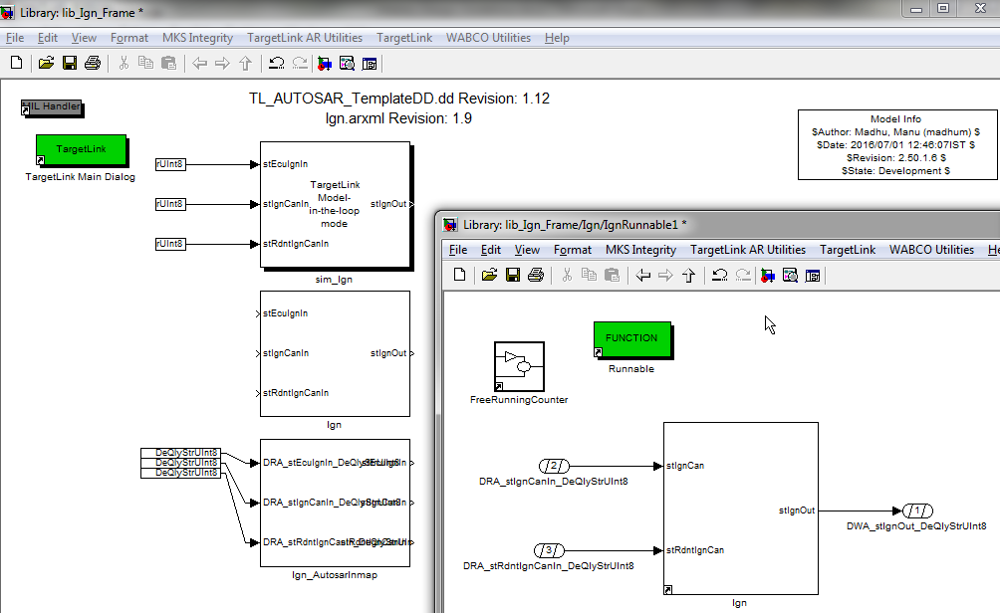 Library: lib_Ign_Frame *
File Edit View Format MKS Integrity TargetLink AR Utilities TargetLink WABCO Utilities Help
MIL Handler
TL_AUTOSAR_TemplateDD.dd Revision: 1.12
Ign.arxml Revision: 1.9
Model Info
$Author: Madhu, Manu (madhum) $
$Date: 2016/07/01 12:46:07IST $
$Revision: 2.50.1.6 $
$State: Development $
TargetLink
TargetLink Main Dialog
rUInt8
rUInt8
rUInt8
stEcuIgnIn
stIgnCanIn
stRdntIgnCanIn
TargetLink
Model-
in-the-loop
mode
stIgnOut
sim_Ign
stEcuIgnIn
stIgnCanIn
stRdntIgnCanIn
stIgnOut
Ign
DeQlyStrUInt8
DeQlyStrUInt8
DeQlyStrUInt8
DRA_stEcuIgnIn_DeQlyStrUInt8
stEcuIgnIn
DRA_stIgnCanIn_DeQlyStrUInt8
stIgnCanIn
Ign_AutosarInmap
Library: lib_Ign_Frame/Ign/IgnRunnable1 *
File Edit View Format MKS Integrity TargetLink AR Utilities TargetLink WABCO Utilities He
FreeRunningCounter
FUNCTION
Runnable
/2/
DRA_stIgnCanIn_DeQlyStrUInt8
/3/
DRA_stRdntIgnCanIn_DeQlyStrUInt8
stIgnCan
stRdntIgnCan
stIgnOut
Ign
/1/
DWA_stIgnOut_DeQlyStrUInt8